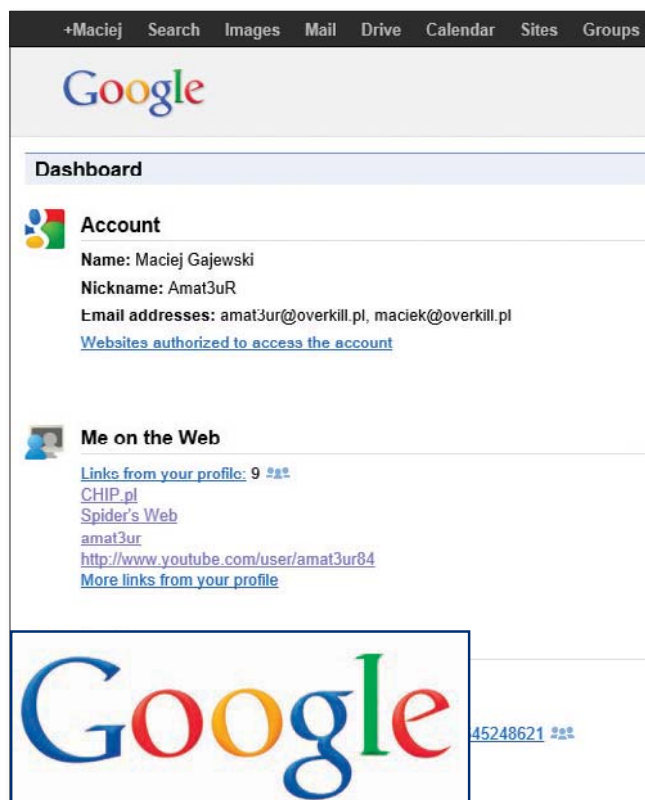 +Maciej Search Images Mail Drive Calendar Sites Groups
Google
Dashboard
Account
Name: Maciej Gajewski
Nickname: Amat3uR
Email addresses: amat3ur@overkill.pl, maciek@overkill.pl
Websites authorized to access the account
Me on the Web
Links from your profile: 9
CHIP.pl
Spider's Web
amat3ur
http://www.youtube.com/user/amat3ur84
More links from your profile
Google
45248621